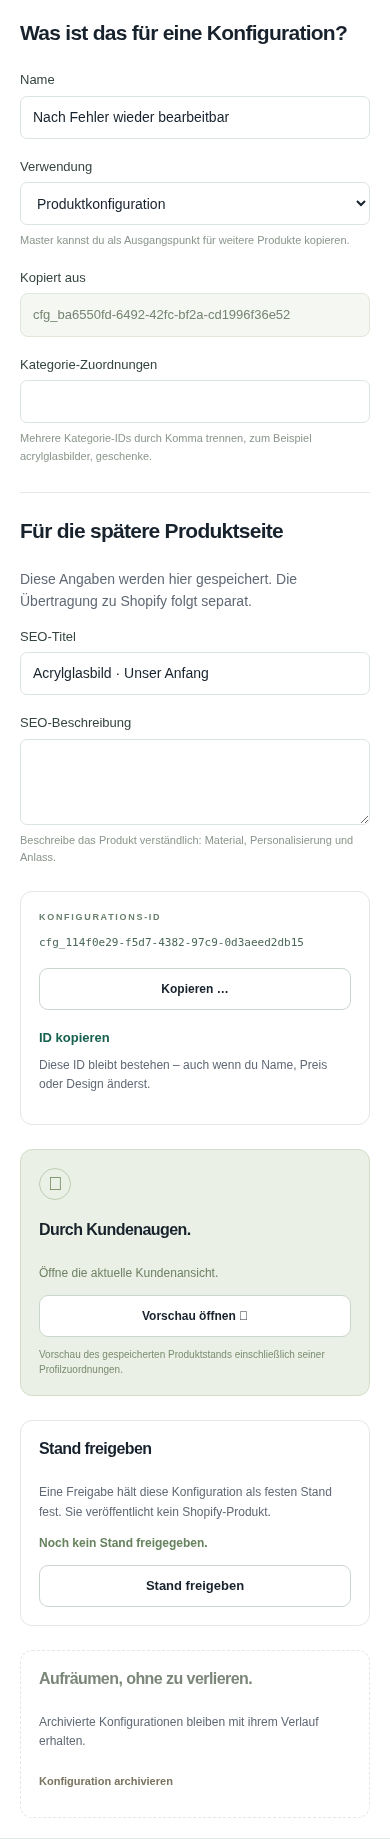 Was ist das für eine Konfiguration?
Name
Nach Fehler wieder bearbeitbar
Verwendung
Produktkonfiguration
Master kannst du als Ausgangspunkt für weitere Produkte kopieren.
Kopiert aus
cfg_ba6550fd-6492-42fc-bf2a-cd1996f36e52
Kategorie-Zuordnungen
Mehrere Kategorie-IDs durch Komma trennen, zum Beispiel
acrylglasbilder, geschenke.
Für die spätere Produktseite
Diese Angaben werden hier gespeichert. Die
Übertragung zu Shopify folgt separat.
SEO-Titel
Acrylglasbild · Unser Anfang
SEO-Beschreibung
Beschreibe das Produkt verständlich: Material, Personalisierung und
Anlass.
KONFIGURATIONS-ID
cfg_114f0e29-f5d7-4382-97c9-0d3aeed2db15
Kopieren …
ID kopieren
Diese ID bleibt bestehen – auch wenn du Name, Preis
oder Design änderst.
Durch Kundenaugen.
Öffne die aktuelle Kundenansicht.
Vorschau öffnen
Vorschau des gespeicherten Produktstands einschließlich seiner
Profilzuordnungen.
Stand freigeben
Eine Freigabe hält diese Konfiguration als festen Stand
fest. Sie veröffentlicht kein Shopify-Produkt.
Noch kein Stand freigegeben.
Stand freigeben
Aufräumen, ohne zu verlieren.
Archivierte Konfigurationen bleiben mit ihrem Verlauf
erhalten.
Konfiguration archivieren